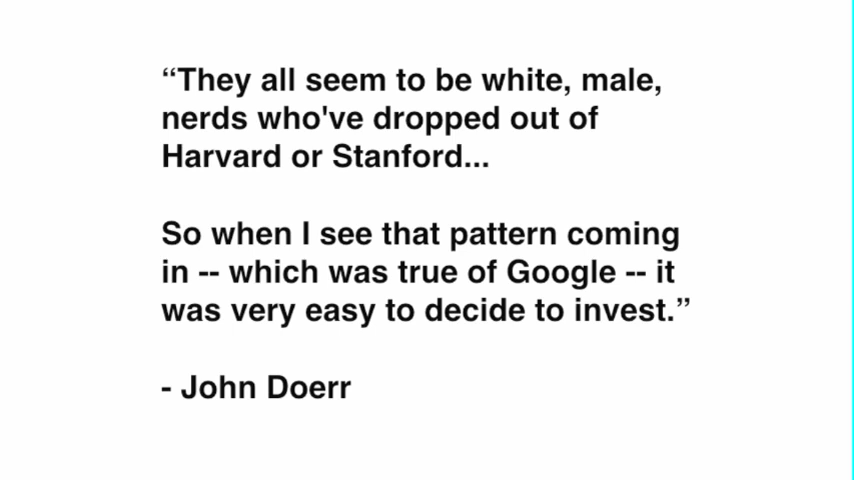 “They all seem to be white, male,
nerds who've dropped out of
Harvard or Stanford...
So when I see that pattern coming
in -- which was true of Google -- it
was very easy to decide to invest.”
- John Doerr